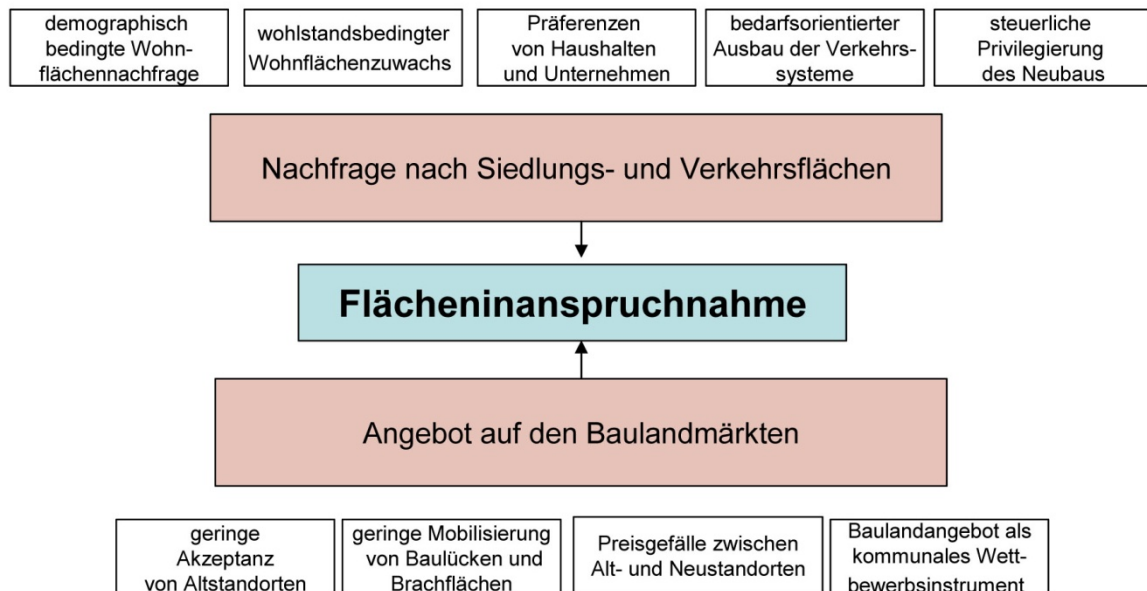 demographisch
bedingte Wohn-
flächennachfrage
wohlstandsbedingter
Wohnflächenzuwachs
Präferenzen
von Haushalten
und Unternehmen
bedarfsorientierter
Ausbau der Verkehrs-
systeme
steuerliche
Privilegierung
des Neubaus
Nachfrage nach Siedlungs- und Verkehrsflächen
Flächeninanspruchnahme
Angebot auf den Baulandmärkten
geringe
Akzeptanz
von Altstandorten
geringe Mobilisierung
von Baulücken und
Brachflächen
Preisgefälle zwischen
Alt- und Neustandorten
Baulandangebot als
kommunales Wett-
bewerbsinstrument